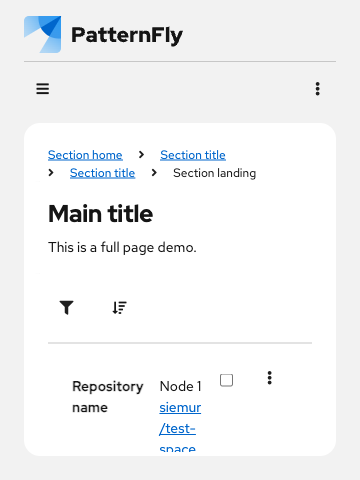 PatternFly
Section home Section title
Section title Section landing
Main title
This is a full page demo.
Repository name Node 1
siemur
/test-
space